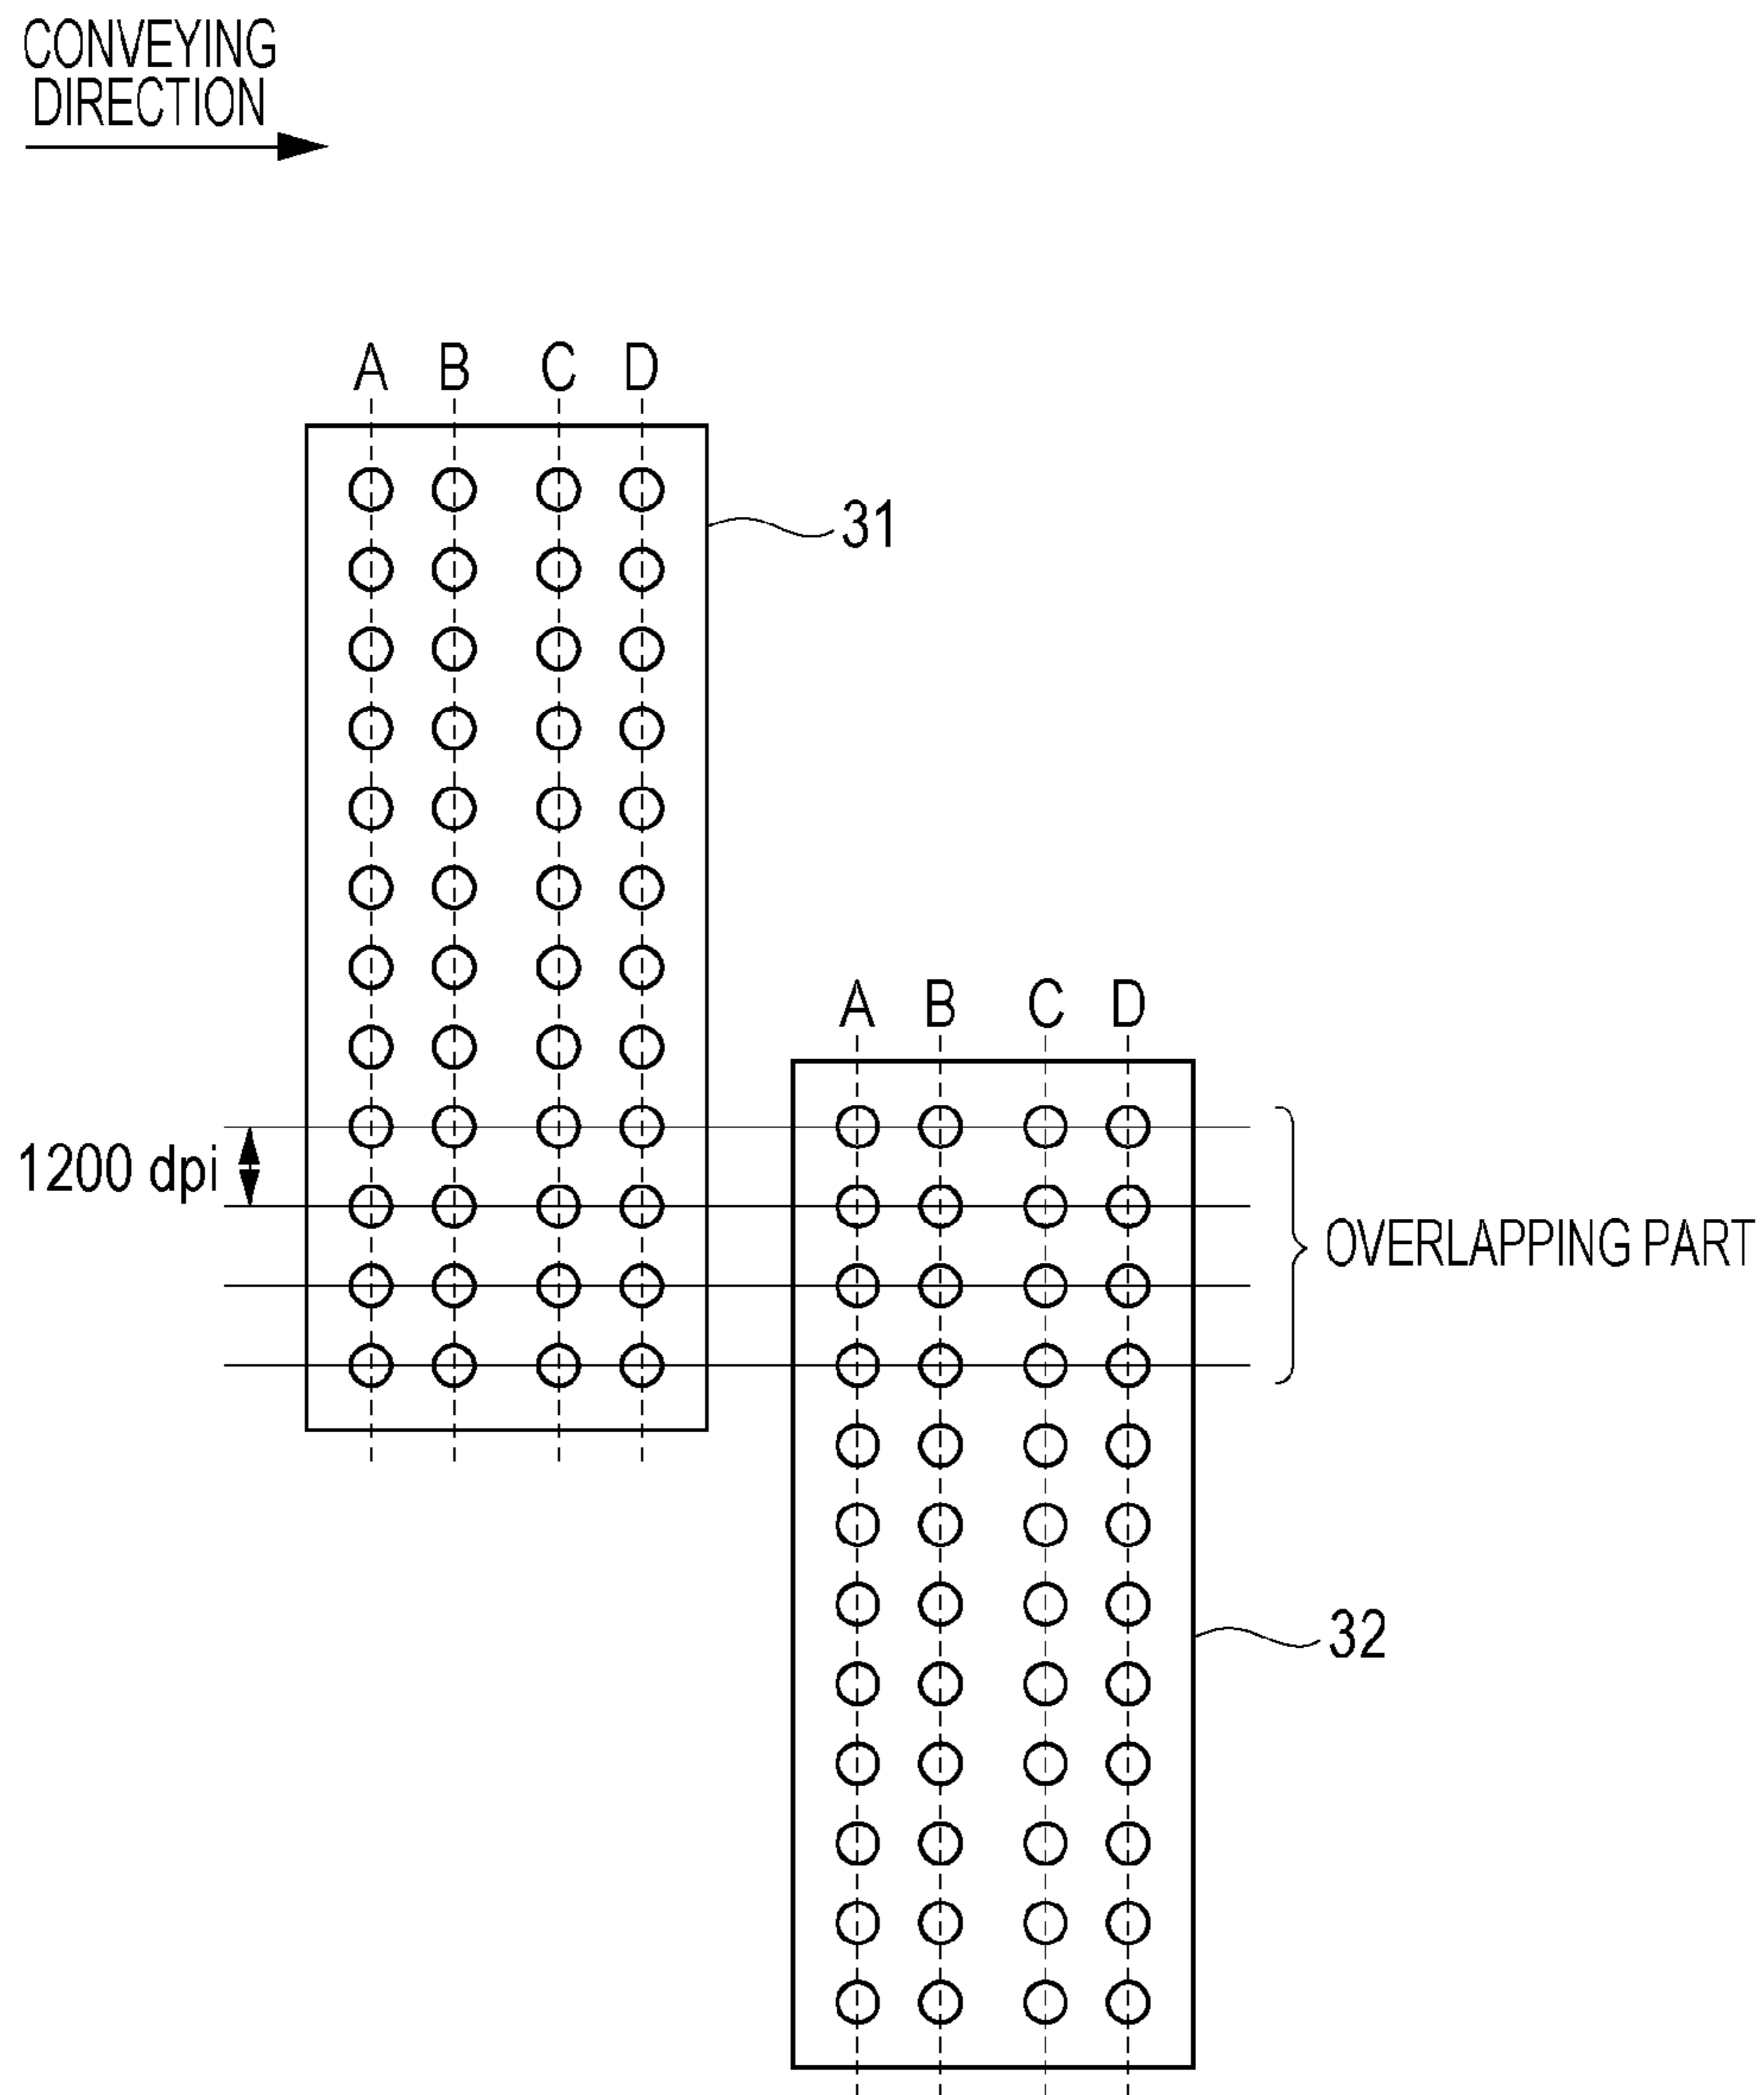 CONVEYING
DIRECTION
A B C D
31
A B C D
1200 dpi
OVERLAPPING PART
32